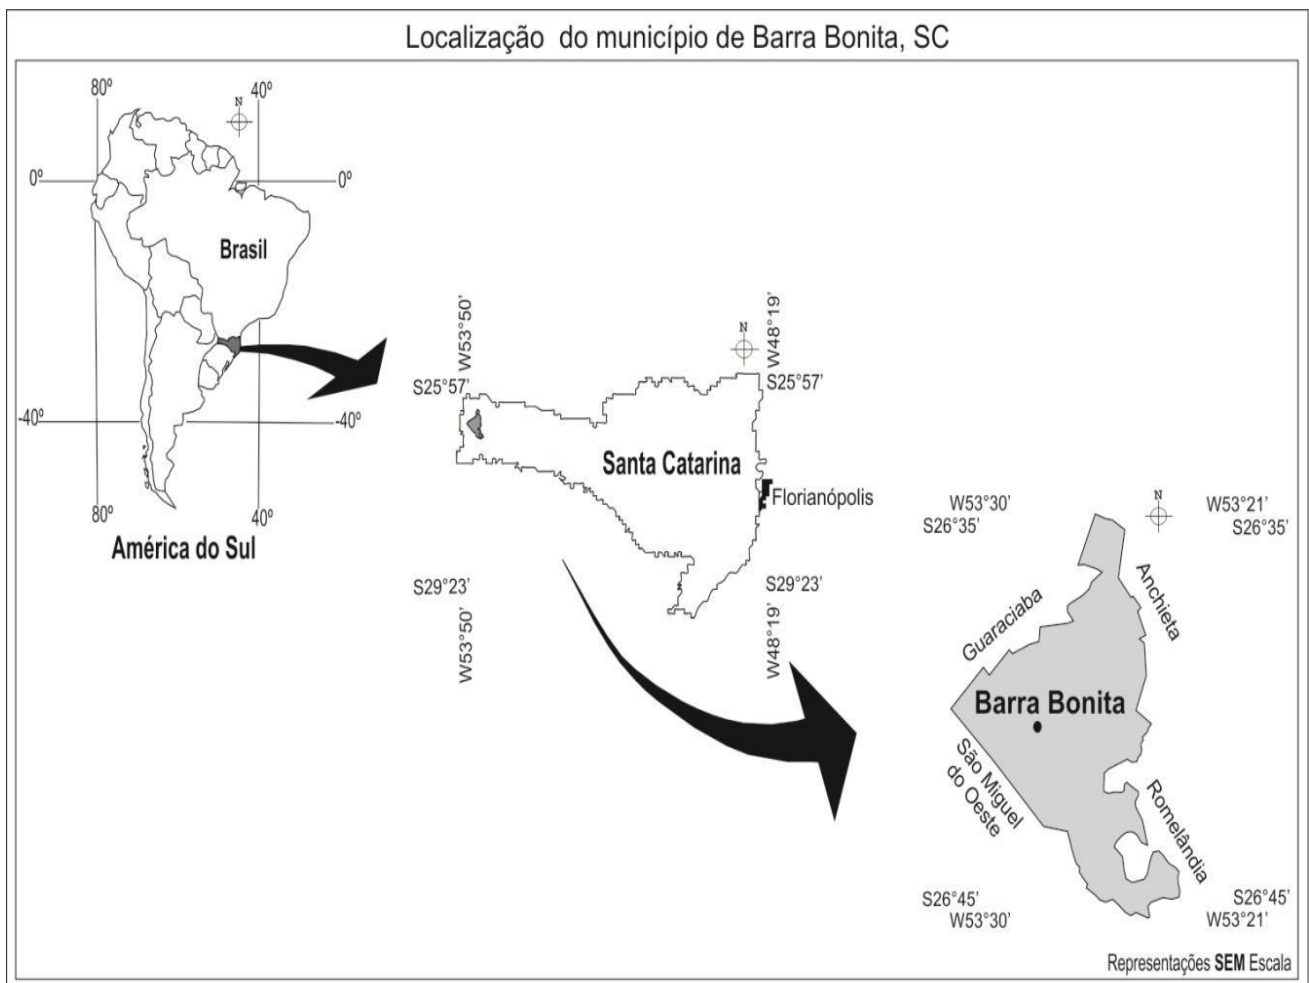 Localização do município de Barra Bonita, SC
80º
40º
N
0º
0º
Brasil
-40º
-40º
80º
40º
América do Sul
W53°50'
W48°19'
N
S25°57'
S25°57'
Santa Catarina
Florianópolis
S29°23'
S29°23'
W53°50'
W48°19'
W53°30'
N
W53°21'
S26°35'
S26°35'
Anchieta
Guaraciaba
Barra Bonita
São Miguel
do Oeste
Romelândia
S26°45'
S26°45'
W53°30'
W53°21'
Representações SEM Escala